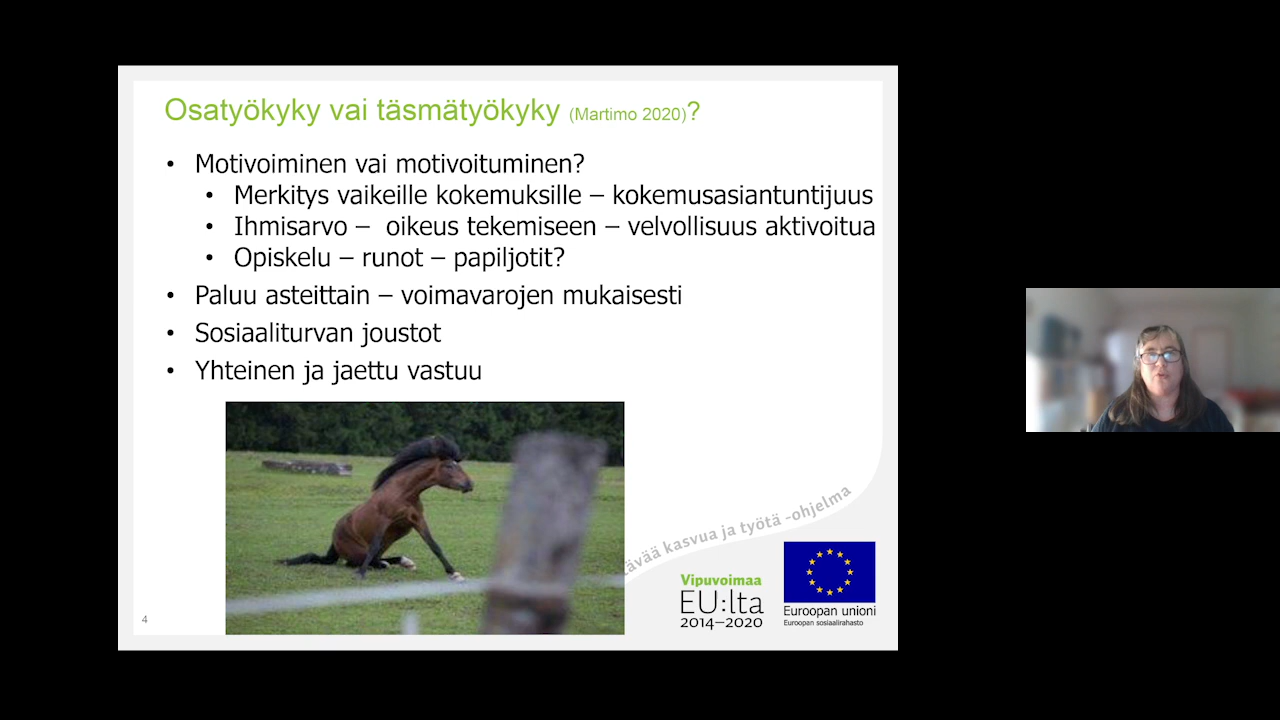 Osatyökyky vai täsmätyökyky (Martimo 2020)?
• Motivoiminen vai motivoituminen?
• Merkitys vaikeille kokemuksille – kokemusasiantuntijuus
• Ihmisarvo – oikeus tekemiseen – velvollisuus aktivoitua
• Opiskelu – runot – papiljotit?
• Paluu asteittain – voimavarojen mukaisesti
• Sosiaaliturvan joustot
• Yhteinen ja jaettu vastuu
kasvua ja työtä -ohjelma
Vipuvoimaa
EU:lta
2014–2020
Euroopan unioni
Euroopan sosiaalirahasto
4